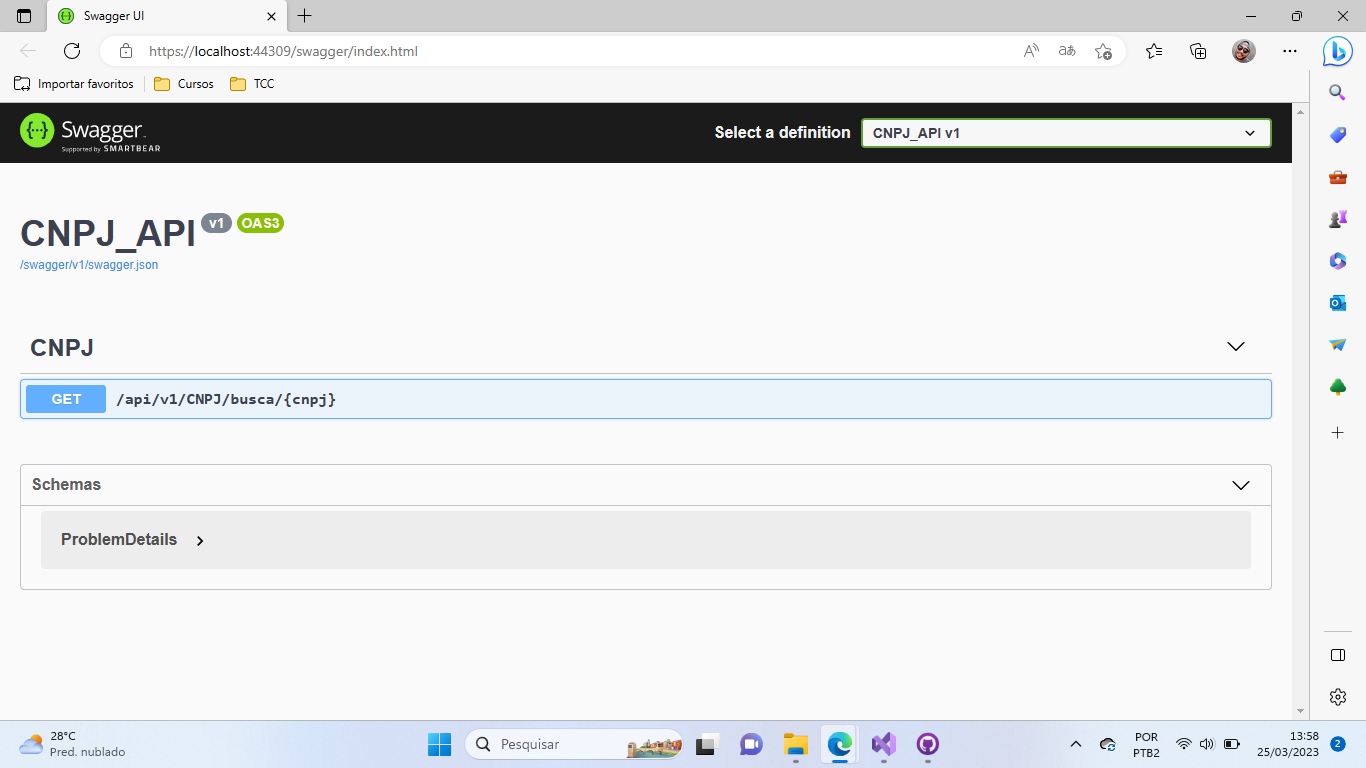 Swagger UI
https://localhost:44309/swagger/index.html
Importar favoritos
Cursos
TCC
Swagger
Supported by SMARTBEAR
Select a definition
CNPJ_API v1
CNPJ_API v1 OAS3
/swagger/v1/swagger.json
CNPJ
GET /api/v1/CNPJ/busca/{cnpj}
Schemas
ProblemDetails
28°C
Pred. nublado
Pesquisar
POR
PTB2
13:58
25/03/2023
2